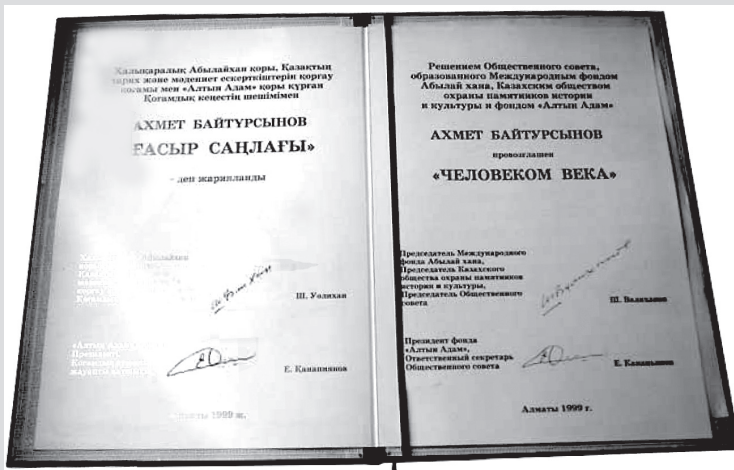 Халықаралық Абылайхан қоры, Қазақтың
тарих және мәдениет ескерткіштерін қорғау
қоғамы мен «Алтын Адам» қоры құрған
Қоғамдық кеңестің шешімімен
АХМЕТ БАЙТҰРСЫНОВ
ҒАСЫР САҢЛАҒЫ»
- деп жарияланды
Абылайхан
Ш. Уәлихан
Е. Қанапиянов
Алматы 1999 ж.
Решением Общественного совета,
образованного Международным фондом
Абылай хана, Казахским обществом
охраны памятников истории
и культуры и фондом «Алтын Адам»
АХМЕТ БАЙТУРСЫНОВ
провозглашен
«ЧЕЛОВЕКОМ ВЕКА»
Председатель Международного
фонда Абылай хана,
Председатель Казахского
общества охраны памятников
истории и культуры,
Председатель Общественного
совета
Ш. Валиханов
Президент фонда
«Алтын Адам»,
Ответственный секретарь
Общественного совета
Е. Канапьянов
Алматы 1999 г.